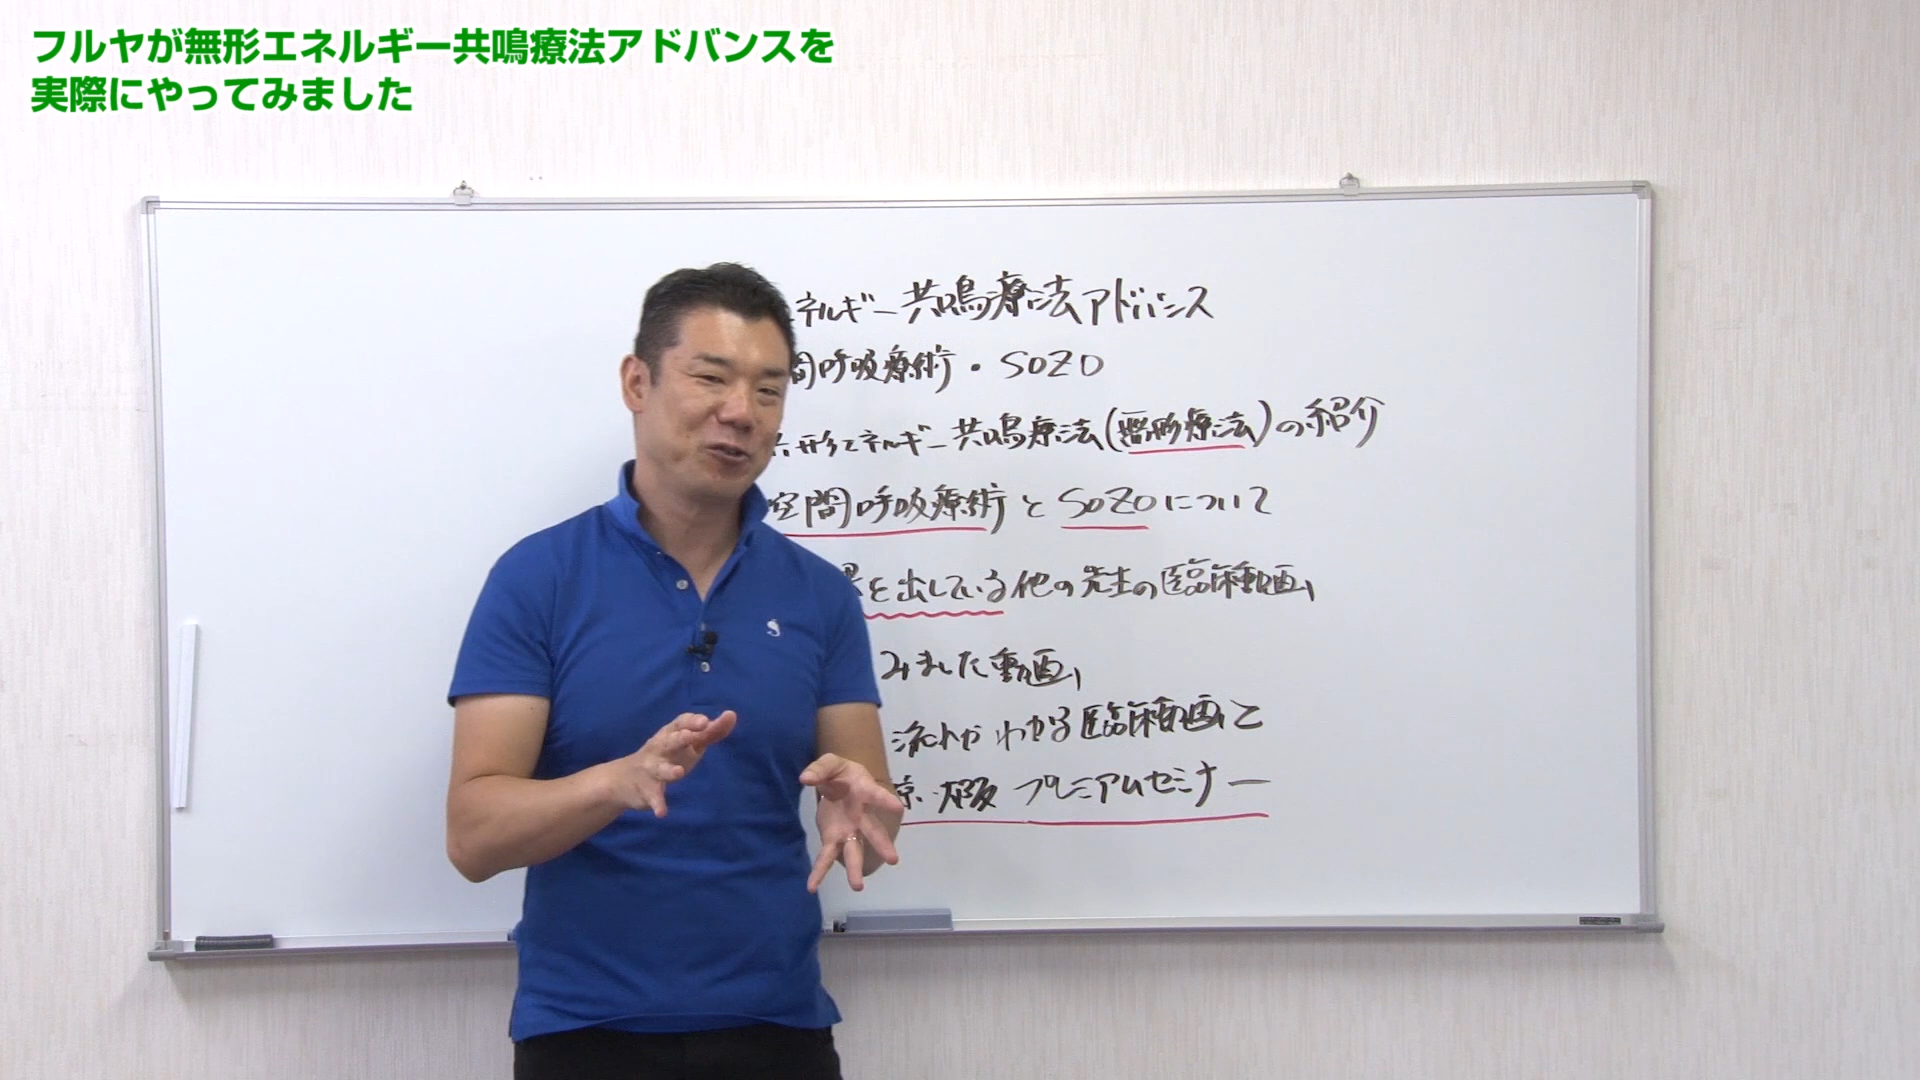 フルヤが無形エネルギー共鳴療法アドバンスを
実際にやってみました
ネルギー共鳴療法アドバンス
間呼吸療術・SOZO
形エネルギー共鳴療法(無形療法)の紹介
空間呼吸療術とSOZOについて
を出している他の先生の臨床動画
みました動画
流れがわかる臨床動画と
京・大阪 プレミアムセミナー